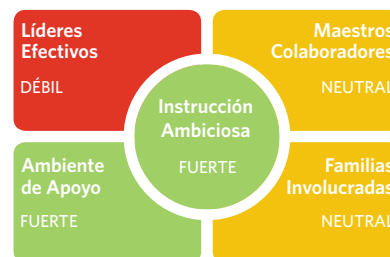 Líderes
Efectivos
DÉBIL
Maestros
Colaboradores
NEUTRAL
Instrucción
Ambiciosa
FUERTE
Ambiente
de Apoyo
FUERTE
Familias
Involucradas
NEUTRAL